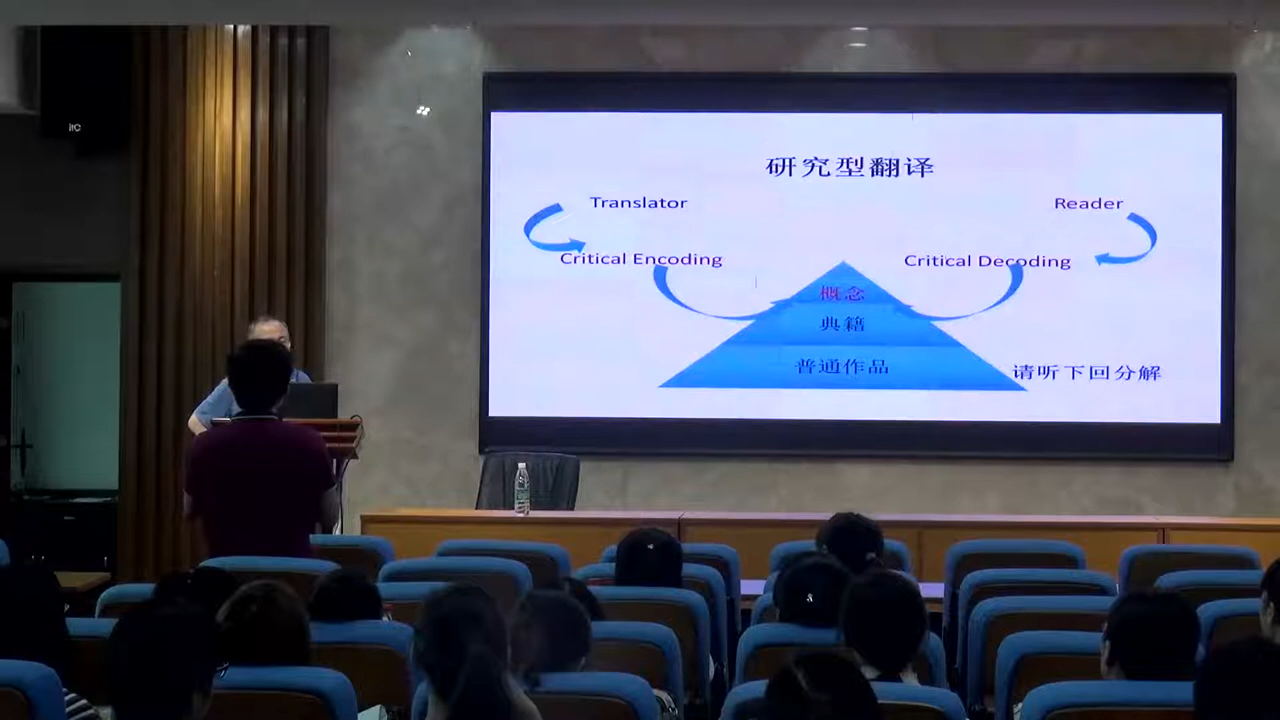 itc
研究型翻译
Translator
Reader
Critical Encoding
Critical Decoding
概念
典籍
普通作品
请听下回分解